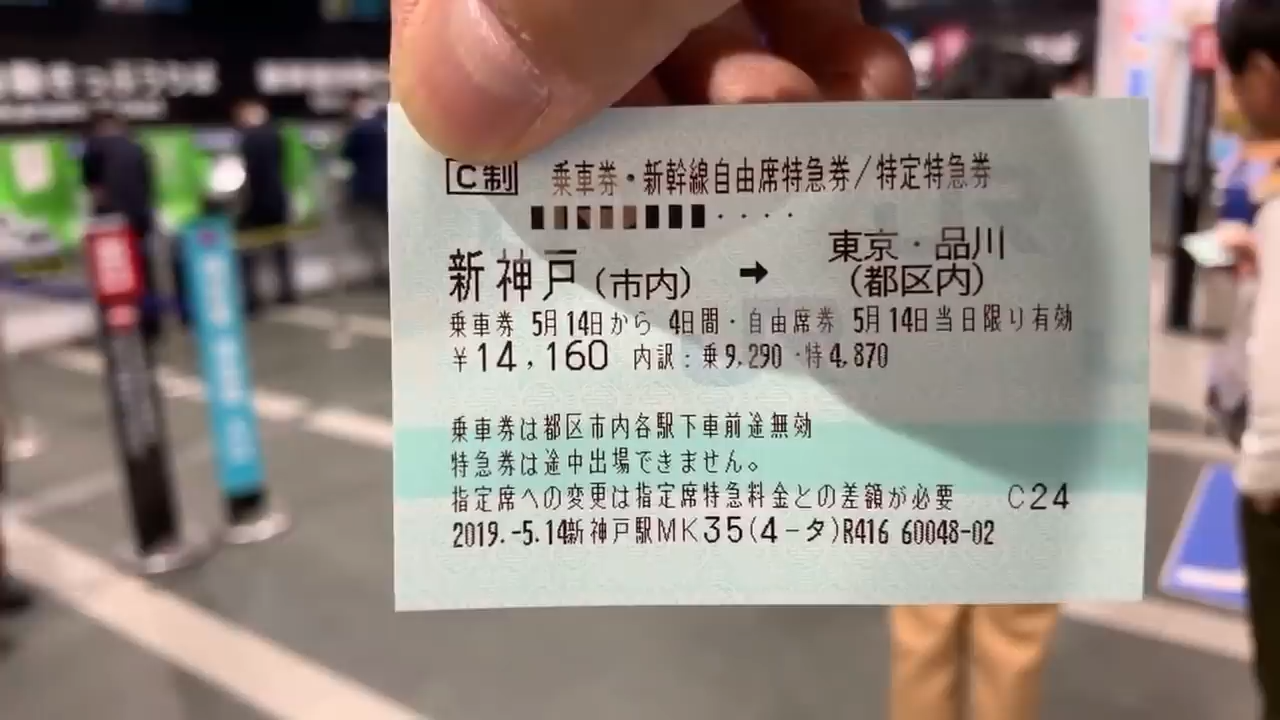 C制 乗車券・新幹線自由席特急券/特定特急券
新神戸(市内) ➡ 東京・品川(都区内)
乗車券 5月14日から 4日間・自由席券 5月14日当日限り有効
¥14,160 内訳:乗9,290・特4,870
乗車券は都区市内各駅下車前途無効
特急券は途中出場できません。
指定席への変更は指定席特急料金との差額が必要 C24
2019.-5.14新神戸駅MK35(4-タ)R416 60048-02